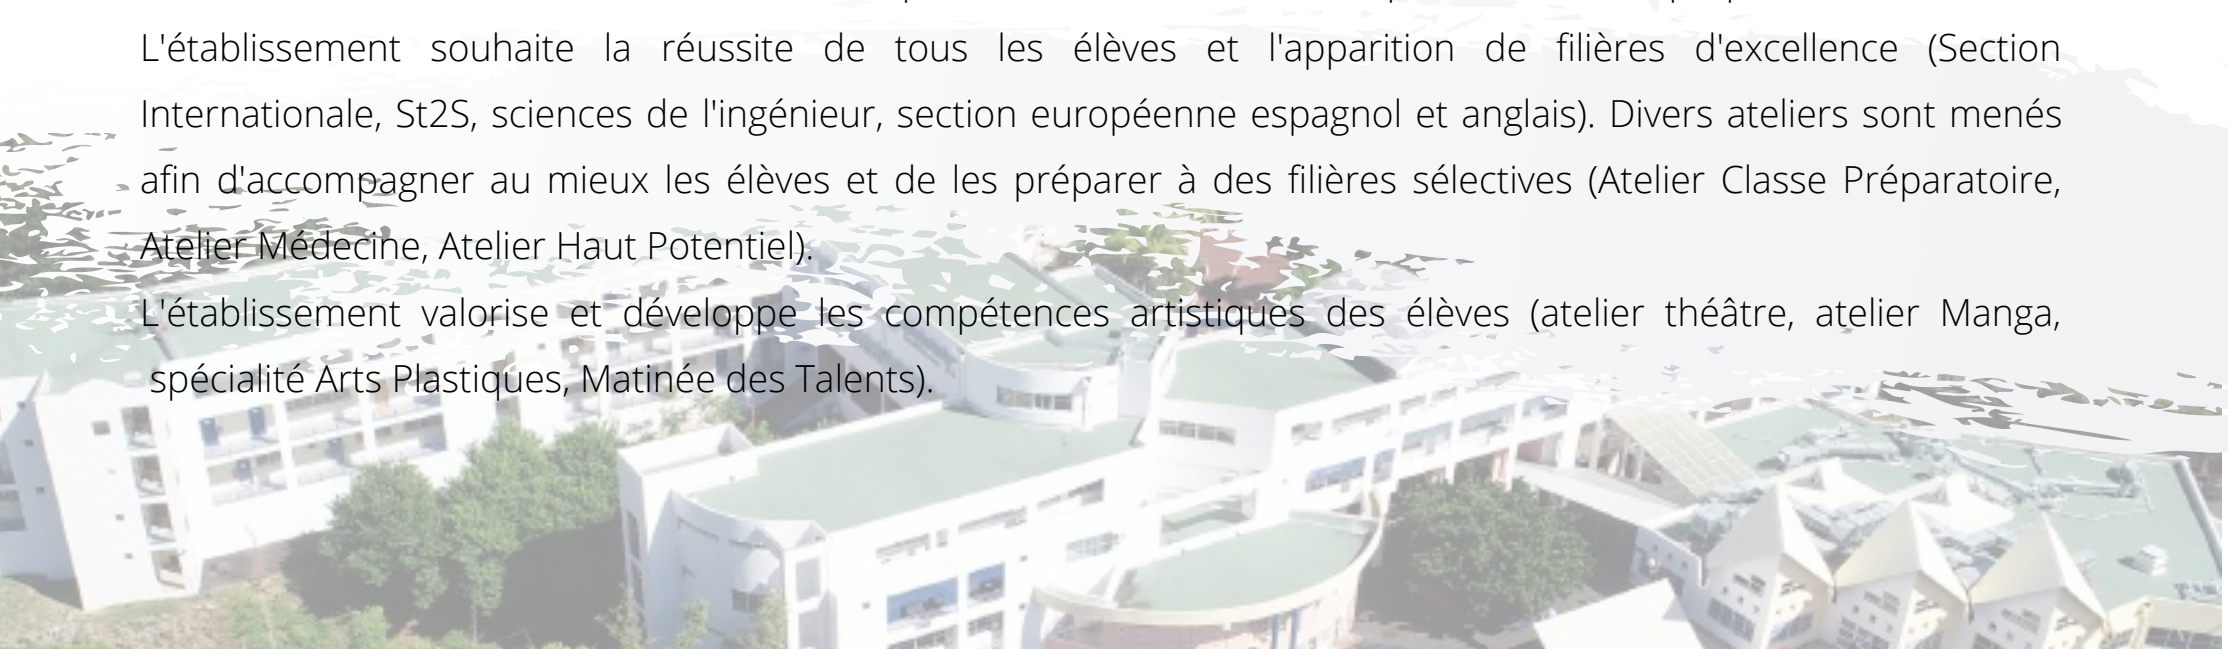 L'établissement souhaite la réussite de tous les élèves et l'apparition de filières d'excellence (Section
Internationale, St2S, sciences de l'ingénieur, section européenne espagnol et anglais). Divers ateliers sont menés
afin d'accompagner au mieux les élèves et de les préparer à des filières sélectives (Atelier Classe Préparatoire,
Atelier Médecine, Atelier Haut Potentiel).
L'établissement valorise et développe les compétences artistiques des élèves (atelier théâtre, atelier Manga,
spécialité Arts Plastiques, Matinée des Talents).